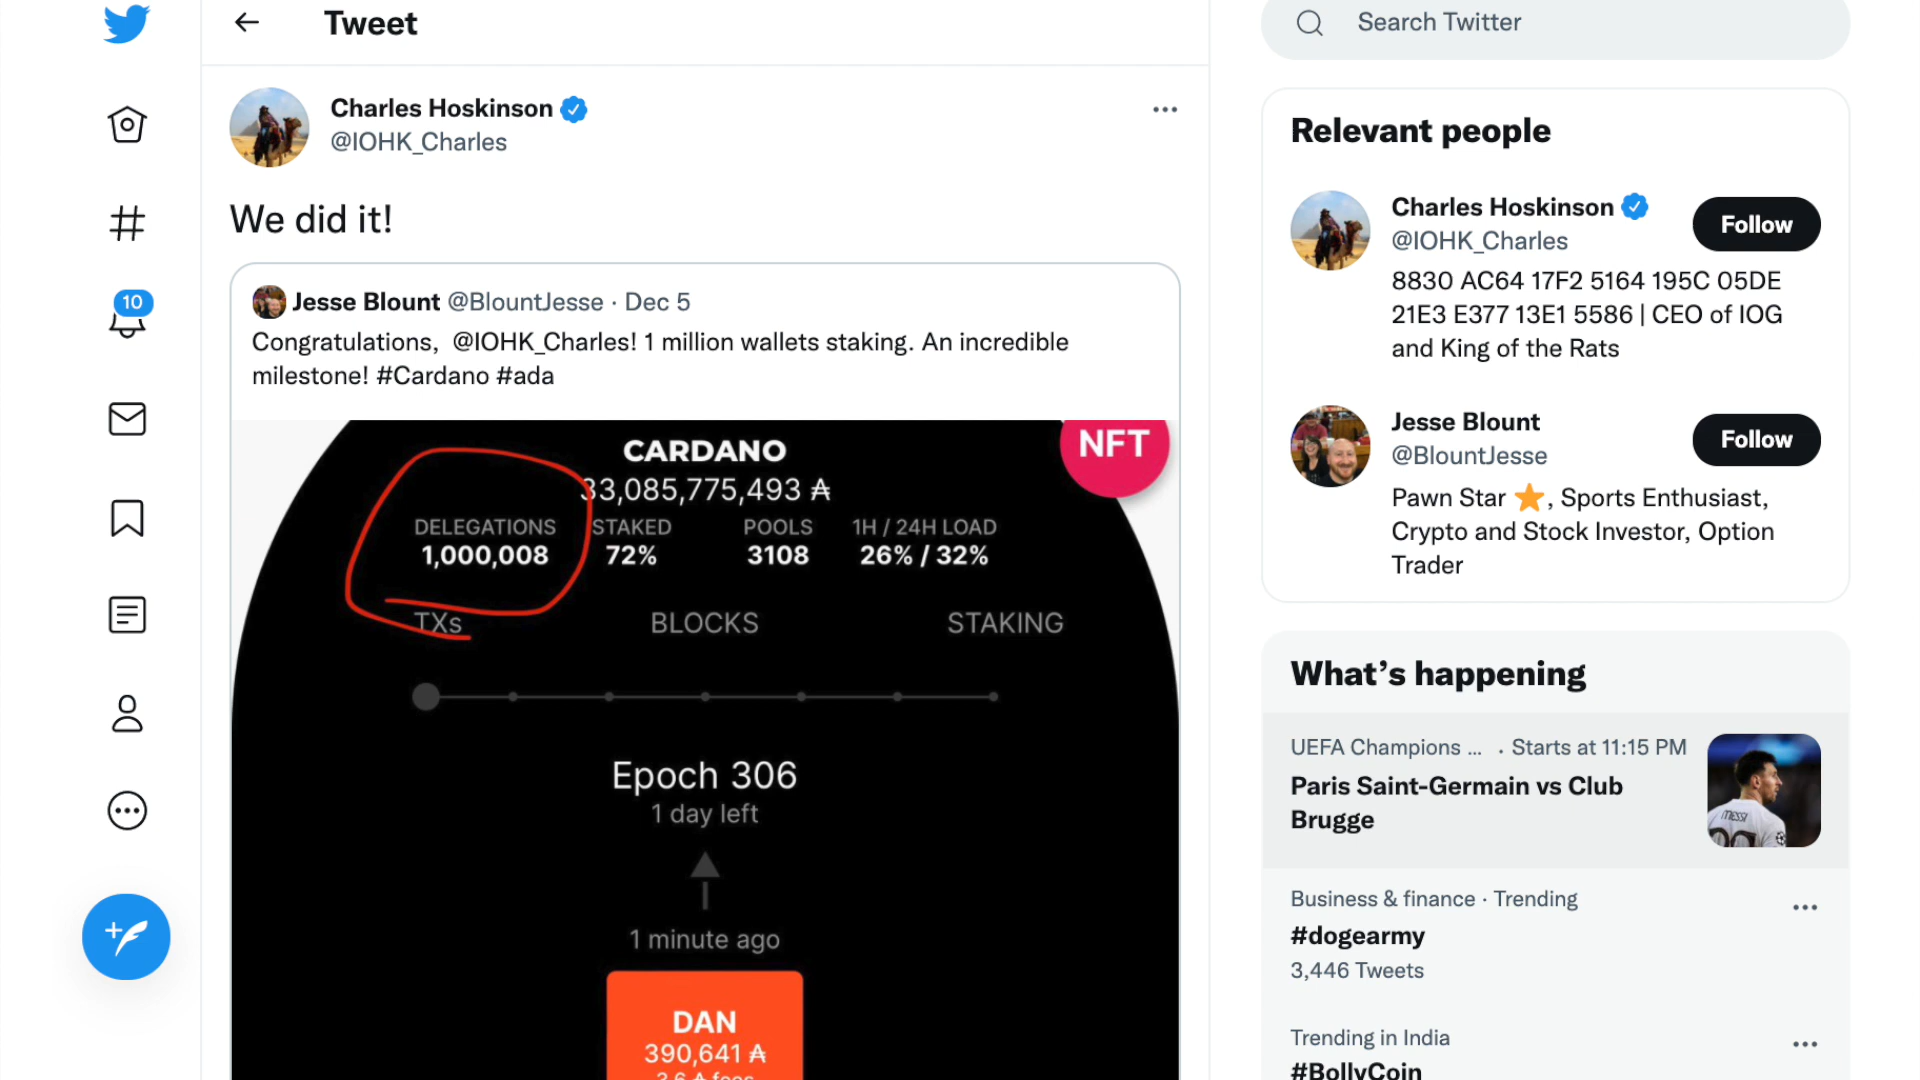 Tweet
Search Twitter
Charles Hoskinson
@IOHK_Charles
We did it!
10
Jesse Blount @BlountJesse · Dec 5
Congratulations, @IOHK_Charles! 1 million wallets staking. An incredible
milestone! #Cardano #ada
CARDANO
NFT
33,085,775,493 ₳
DELEGATIONS STAKED POOLS 1H / 24H LOAD
1,000,008 72% 3108 26% / 32%
TXs BLOCKS STAKING
Epoch 306
1 day left
1 minute ago
DAN
390,641 ₳
3.6 ₳ fees
Relevant people
Charles Hoskinson
@IOHK_Charles
Follow
8830 AC64 17F2 5164 195C 05DE
21E3 E377 13E1 5586 | CEO of IOG
and King of the Rats
Jesse Blount
@BlountJesse
Follow
Pawn Star ⭐, Sports Enthusiast,
Crypto and Stock Investor, Option
Trader
What’s happening
UEFA Champions ... . Starts at 11:15 PM
Paris Saint-Germain vs Club
Brugge
MESSI
Business & finance · Trending
#dogearmy
3,446 Tweets
Trending in India
#BollyCoin